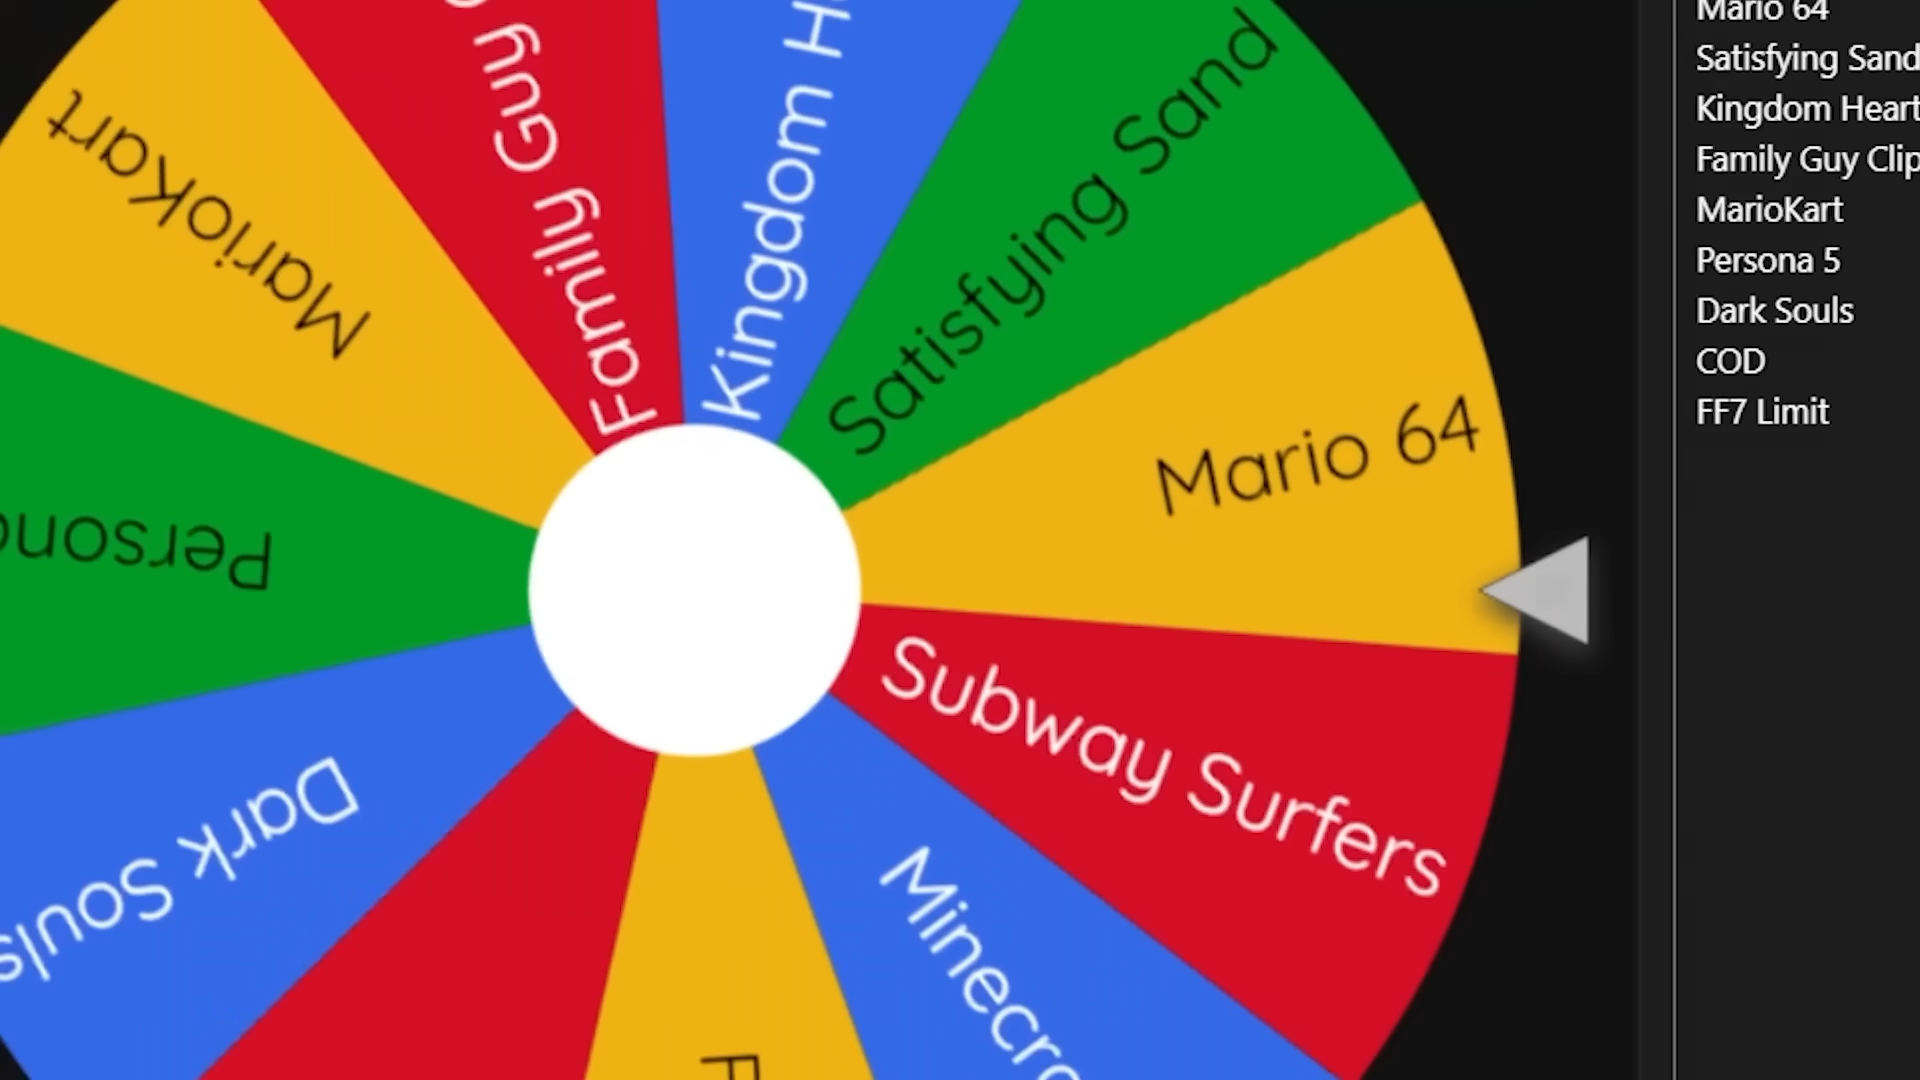 Family Guy
Kingdom H
Satisfying Sand
Mario 64
Subway Surfers
Minecra
F
Dark Souls
Persona
MarioKart
Mario 64
Satisfying Sand
Kingdom Heart
Family Guy Clip
MarioKart
Persona 5
Dark Souls
COD
FF7 Limit